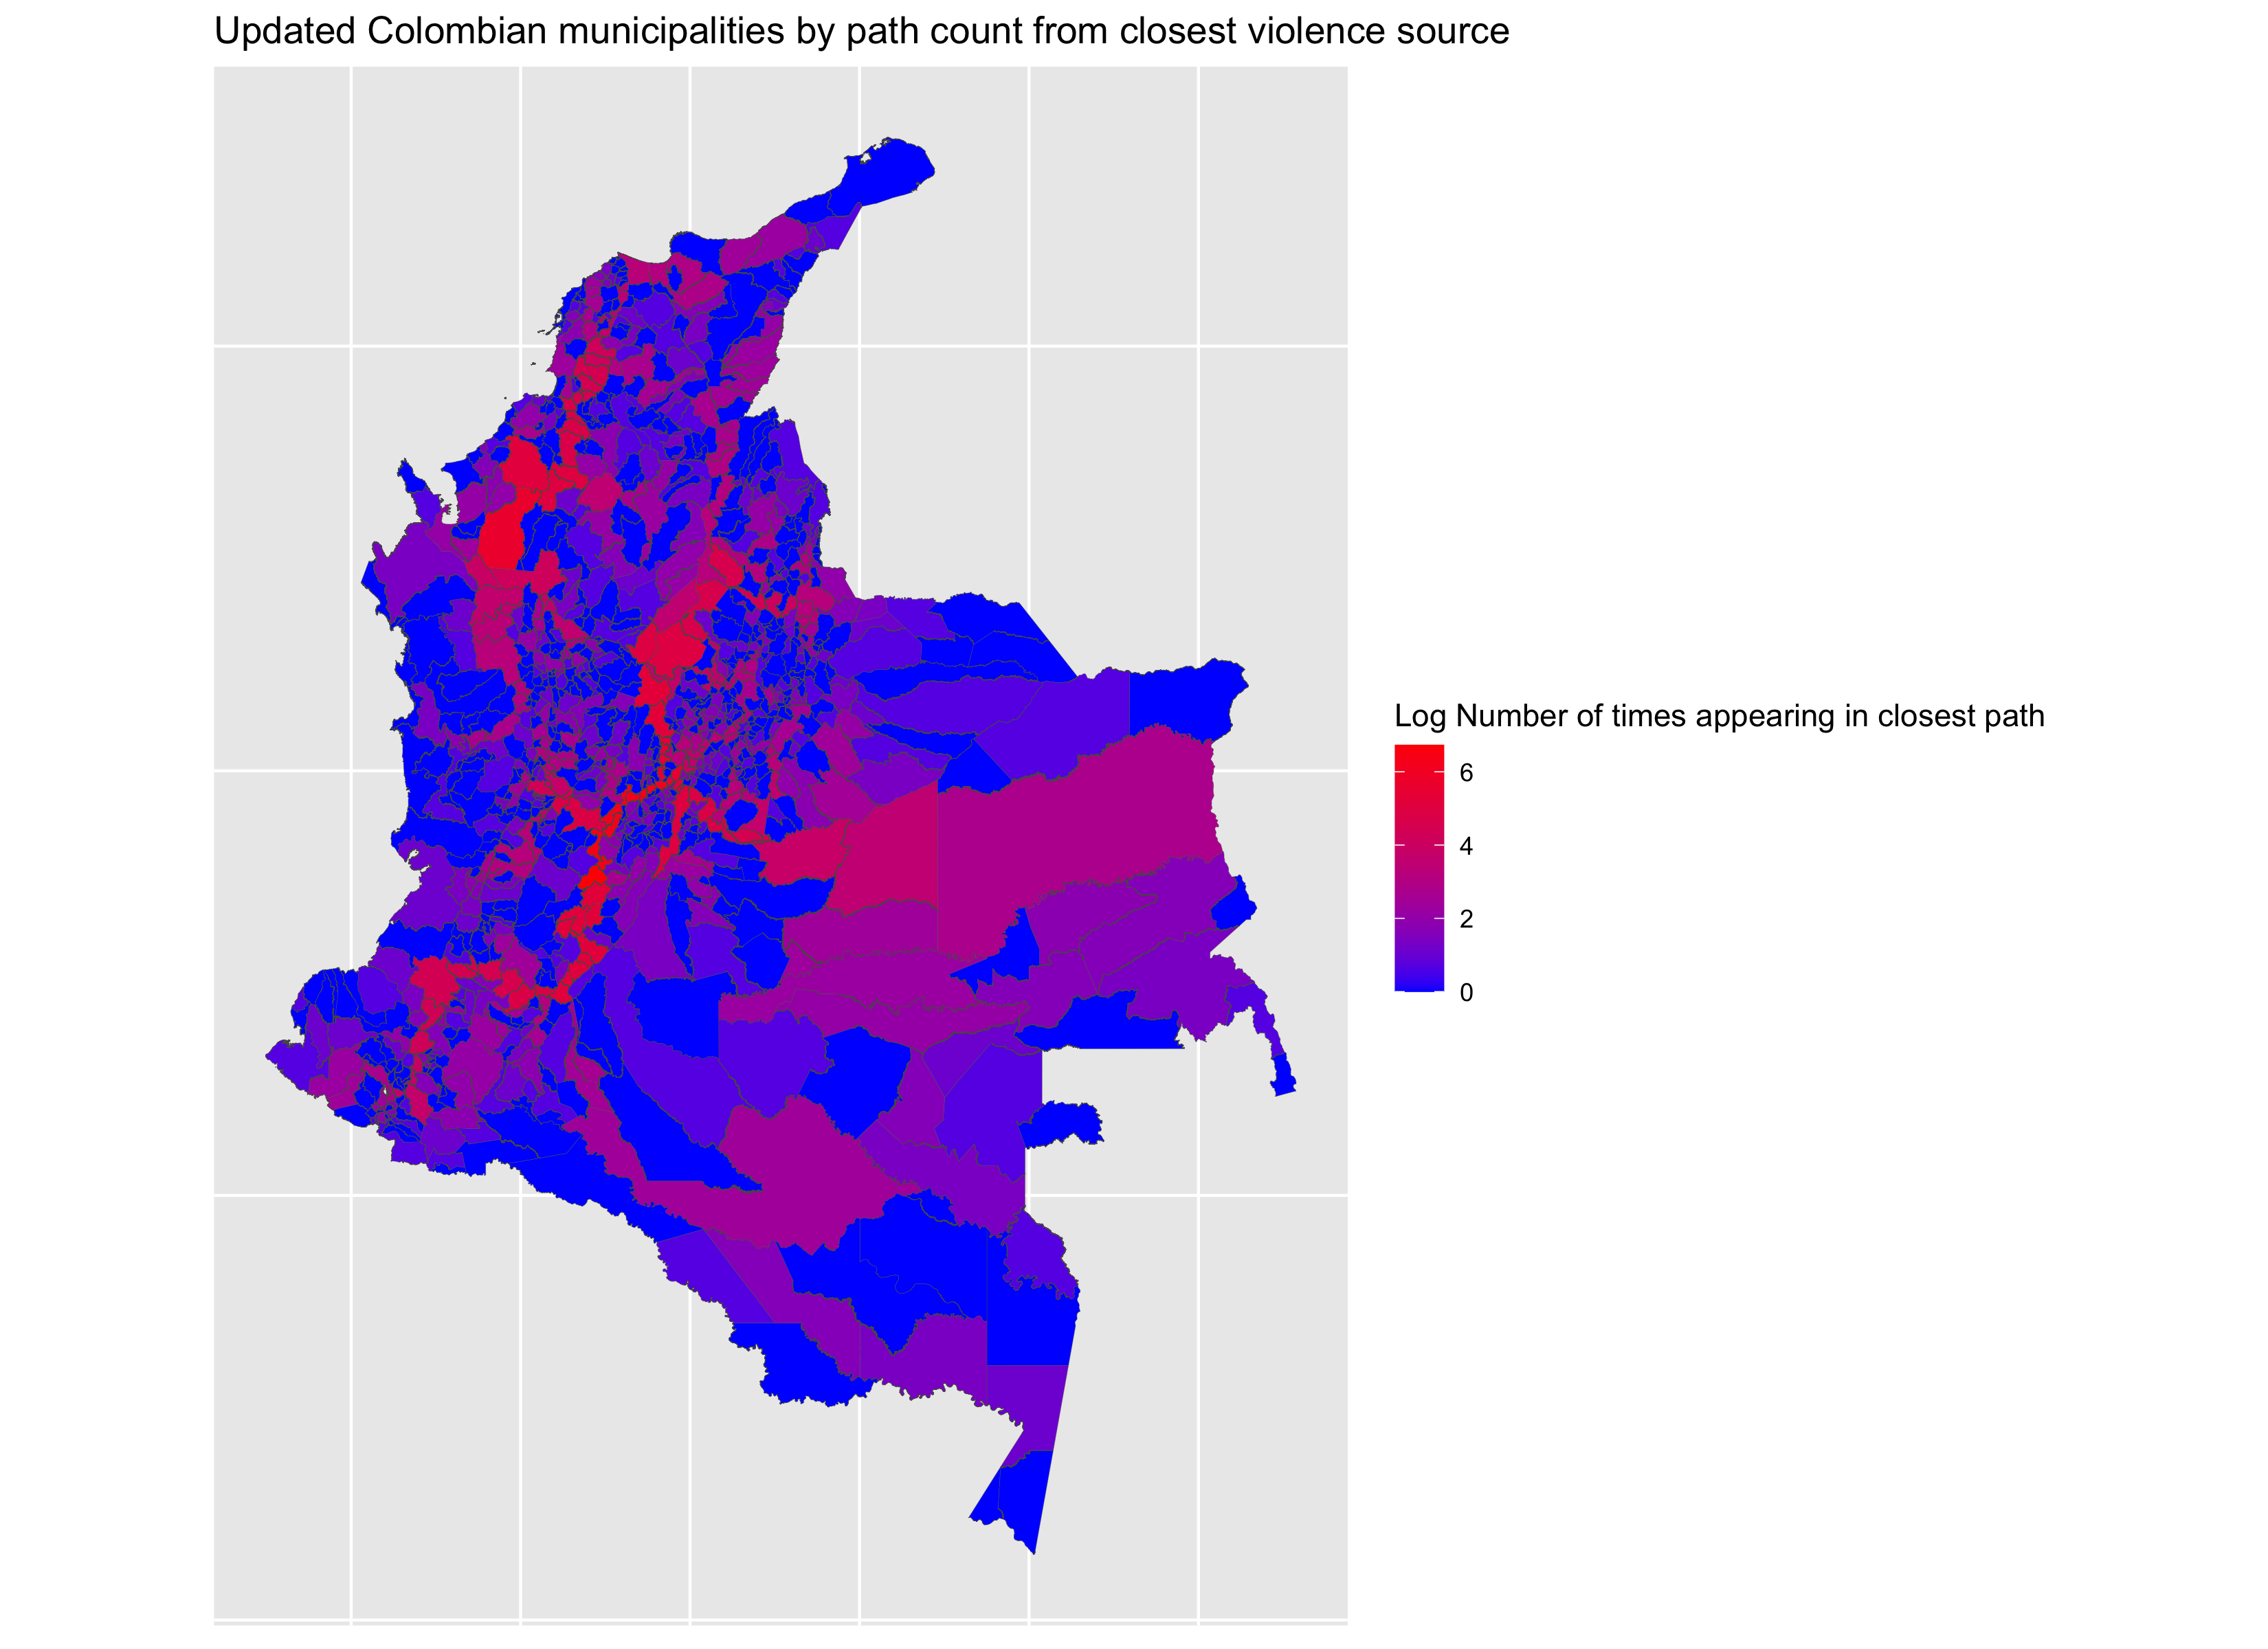 Updated Colombian municipalities by path count from closest violence source
Log Number of times appearing in closest path
6
4
2
0